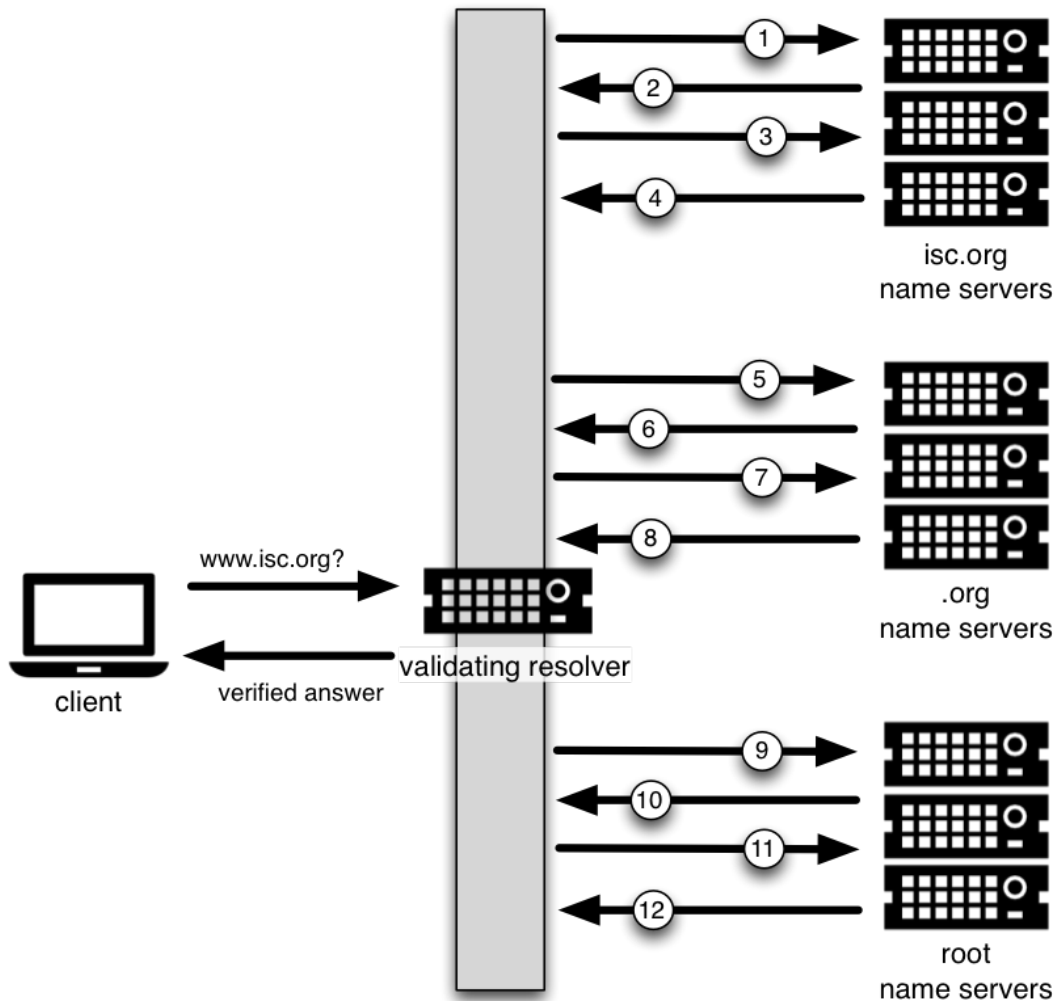 1
2
3
4
isc.org
name servers
5
6
7
8
.org
name servers
www.isc.org?
validating resolver
verified answer
client
9
10
11
12
root
name servers